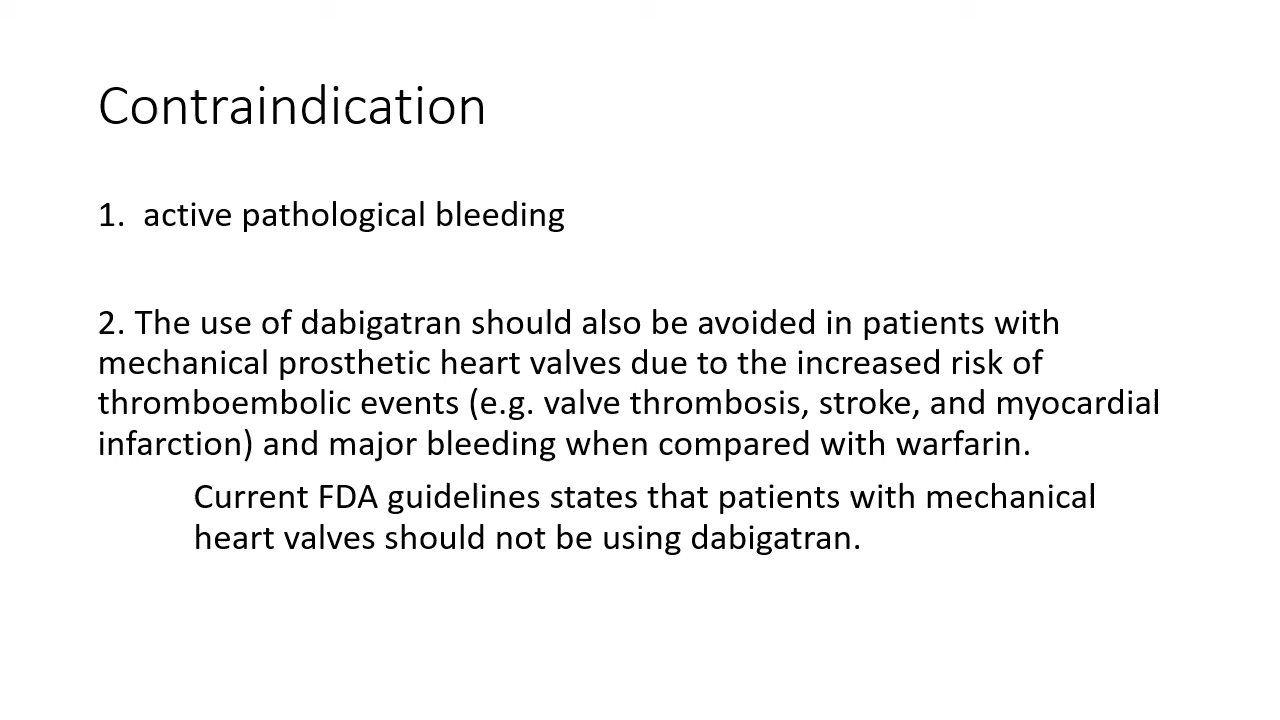 Contraindication
1. active pathological bleeding
2. The use of dabigatran should also be avoided in patients with
mechanical prosthetic heart valves due to the increased risk of
thromboembolic events (e.g. valve thrombosis, stroke, and myocardial
infarction) and major bleeding when compared with warfarin.
Current FDA guidelines states that patients with mechanical
heart valves should not be using dabigatran.